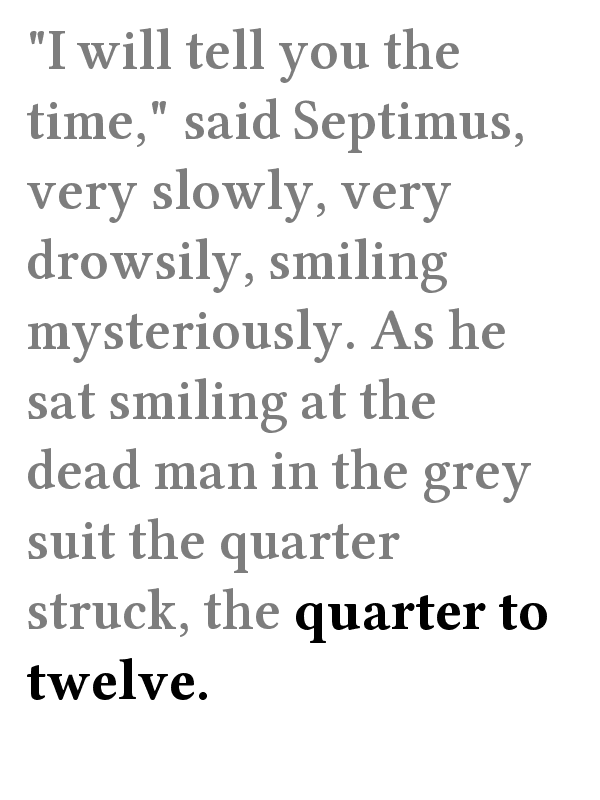 "I will tell you the
time," said Septimus,
very slowly, very
drowsily, smiling
mysteriously. As he
sat smiling at the
dead man in the grey
suit the quarter
struck, the quarter to
twelve.